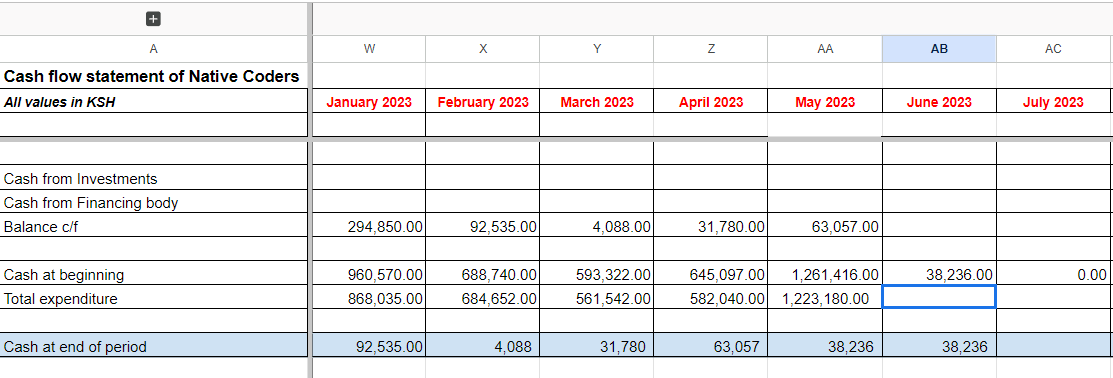 +
A W X Y Z AA AB AC
Cash flow statement of Native Coders
All values in KSH January 2023 February 2023 March 2023 April 2023 May 2023 June 2023 July 2023
Cash from Investments
Cash from Financing body
Balance c/f 294,850.00 92,535.00 4,088.00 31,780.00 63,057.00
Cash at beginning 960,570.00 688,740.00 593,322.00 645,097.00 1,261,416.00 38,236.00 0.00
Total expenditure 868,035.00 684,652.00 561,542.00 582,040.00 1,223,180.00
Cash at end of period 92,535.00 4,088 31,780 63,057 38,236 38,236